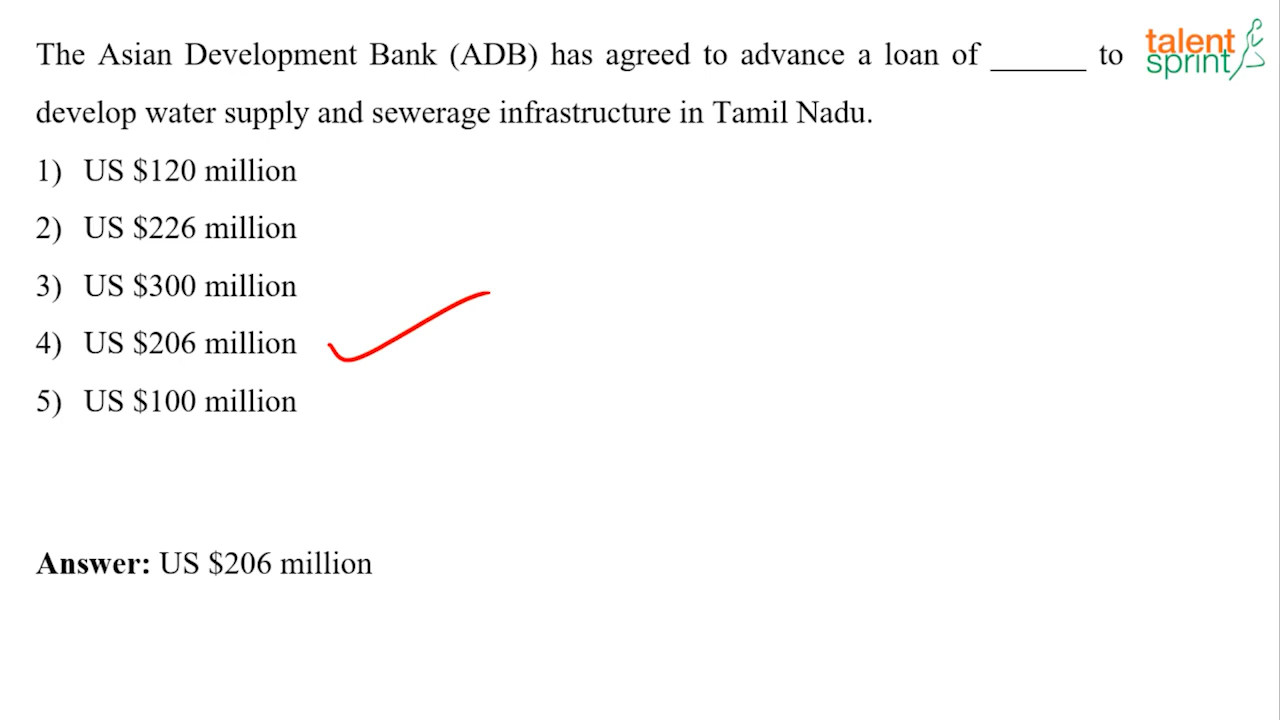 The Asian Development Bank (ADB) has agreed to advance a loan of ______ to
develop water supply and sewerage infrastructure in Tamil Nadu.
1) US $120 million
2) US $226 million
3) US $300 million
4) US $206 million
5) US $100 million
Answer: US $206 million
talent
sprint